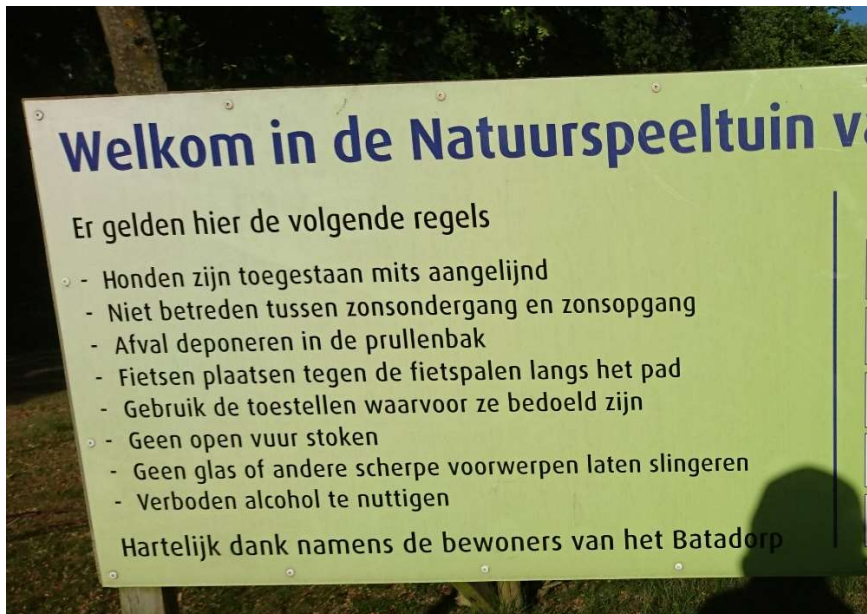 Welkom in de Natuurspeeltuin
Er gelden hier de volgende regels
- Honden zijn toegestaan mits aangelijnd
- Niet betreden tussen zonsondergang en zonsopgang
- Afval deponeren in de prullenbak
- Fietsen plaatsen tegen de fietspalen langs het pad
- Gebruik de toestellen waarvoor ze bedoeld zijn
- Geen open vuur stoken
- Geen glas of andere scherpe voorwerpen laten slingeren
- Verboden alcohol te nuttigen
Hartelijk dank namens de bewoners van het Batadorp